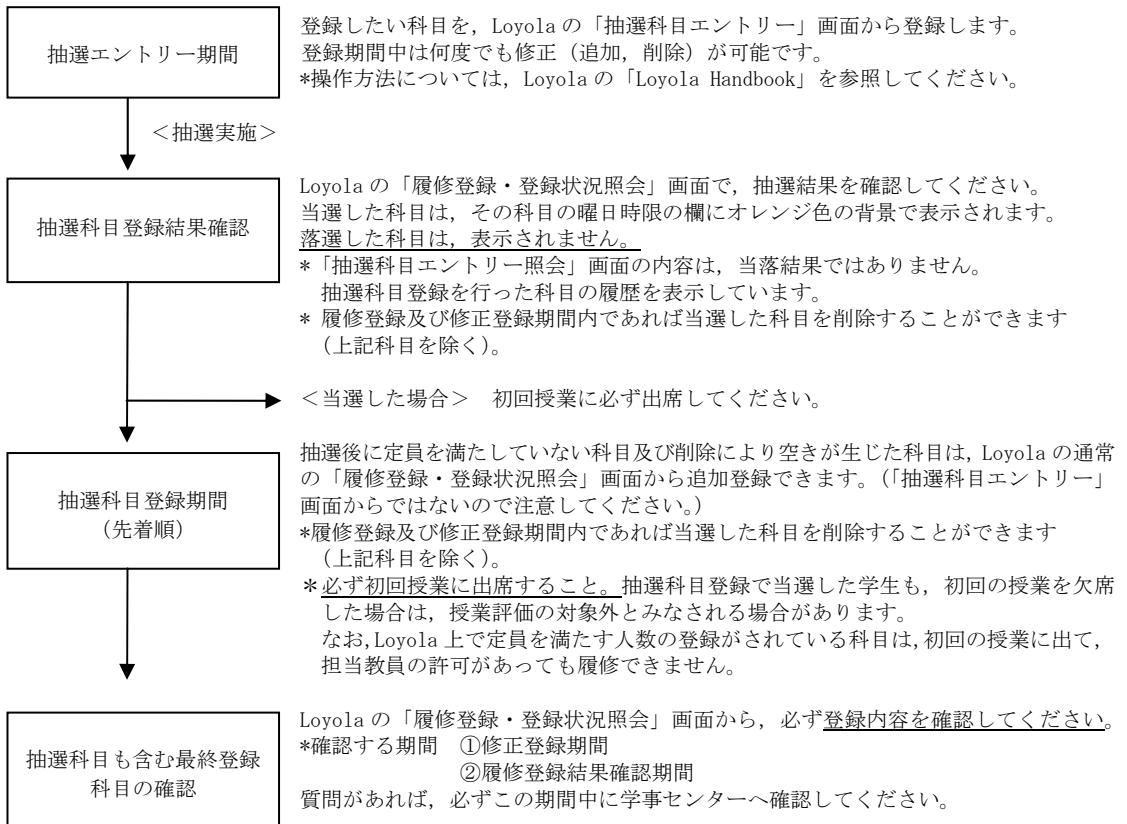 抽選エントリー期間
登録したい科目を，Loyola の「抽選科目エントリー」画面から登録します。
登録期間中は何度でも修正（追加，削除）が可能です。
*操作方法については，Loyola の「Loyola Handbook」を参照してください。
＜抽選実施＞
抽選科目登録結果確認
Loyola の「履修登録・登録状況照会」画面で，抽選結果を確認してください。
当選した科目は，その科目の曜日時限の欄にオレンジ色の背景で表示されます。
落選した科目は，表示されません。
*「抽選科目エントリー照会」画面の内容は，当落結果ではありません。
抽選科目登録を行った科目の履歴を表示しています。
* 履修登録及び修正登録期間内であれば当選した科目を削除することができます
（上記科目を除く）。
＜当選した場合＞　初回授業に必ず出席してください。
抽選科目登録期間
（先着順）
抽選後に定員を満たしていない科目及び削除により空きが生じた科目は，Loyola の通常
の「履修登録・登録状況照会」画面から追加登録できます。（「抽選科目エントリー」
画面からではないので注意してください。）
*履修登録及び修正登録期間内であれば当選した科目を削除することができます
（上記科目を除く）。
＊必ず初回授業に出席すること。抽選科目登録で当選した学生も，初回の授業を欠席
した場合は，授業評価の対象外とみなされる場合があります。
なお，Loyola 上で定員を満たす人数の登録がされている科目は，初回の授業に出て，
担当教員の許可があっても履修できません。
抽選科目も含む最終登録
科目の確認
Loyola の「履修登録・登録状況照会」画面から，必ず登録内容を確認してください。
*確認する期間　①修正登録期間
②履修登録結果確認期間
質問があれば，必ずこの期間中に学事センターへ確認してください。